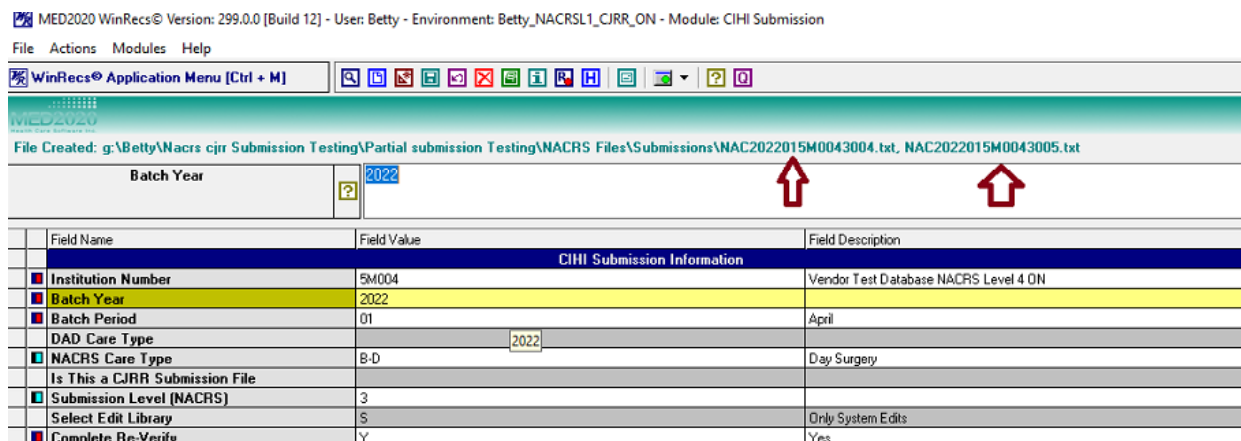 MED2020 WinRecs© Version: 299.0.0 [Build 12] - User: Betty - Environment: Betty_NACRSL1_CJRR_ON - Module: CIHI Submission
File Actions Modules Help
WinRecs© Application Menu [Ctrl + M]
MED2020
Health Care Software Inc.
File Created: g:\Betty\Nacrs cjrr Submission Testing\Partial submission Testing\NACRS Files\Submissions\NAC2022015M0043004.txt, NAC2022015M0043005.txt
Batch Year ? 2022
Field Name Field Value Field Description
CIHI Submission Information
Institution Number 5M004 Vendor Test Database NACRS Level 4 ON
Batch Year 2022
Batch Period 01 April
DAD Care Type
2022
NACRS Care Type B-D Day Surgery
Is This a CJRR Submission File
Submission Level (NACRS) 3
Select Edit Library S Only System Edits
Complete Re-Verify Y Yes